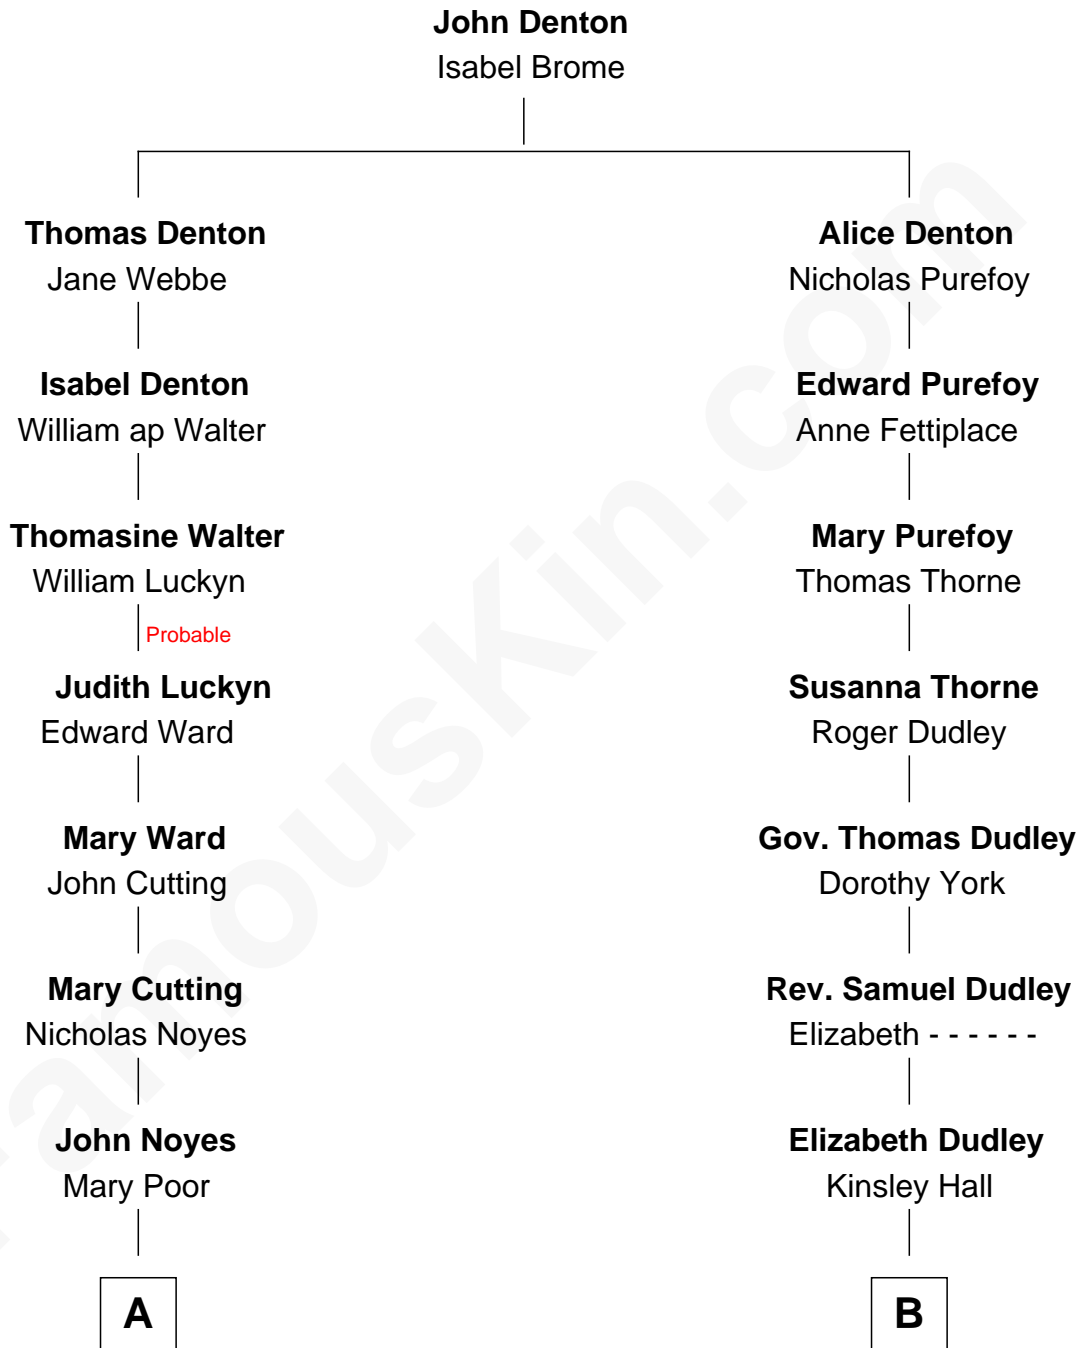 John Denton
Isabel Brome
Thomas Denton
Jane Webbe
Alice Denton
Nicholas Purefoy
Isabel Denton
William ap Walter
Edward Purefoy
Anne Fettiplace
Thomasine Walter
William Luckyn
Mary Purefoy
Thomas Thorne
Probable
Judith Luckyn
Edward Ward
Susanna Thorne
Roger Dudley
Mary Ward
John Cutting
Gov. Thomas Dudley
Dorothy York
Mary Cutting
Nicholas Noyes
Rev. Samuel Dudley
Elizabeth - - - - - -
John Noyes
Mary Poor
Elizabeth Dudley
Kinsley Hall
A
B
FamousKin.com